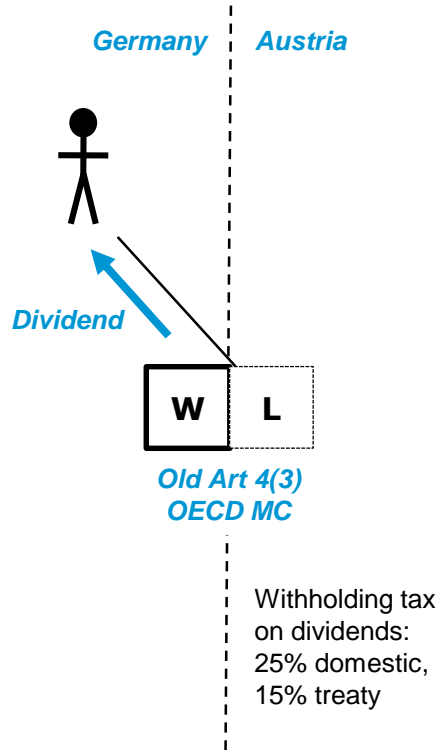 Germany
Austria
Dividend
W
L
Old Art 4(3)
OECD MC
Withholding tax
on dividends:
25% domestic,
15% treaty